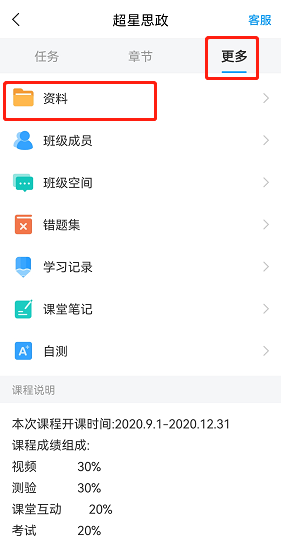 超星思政
客服
任务 章节 更多
资料
班级成员
班级空间
错题集
学习记录
课堂笔记
自测
课程说明
本次课程开课时间:2020.9.1-2020.12.31
课程成绩组成:
视频 30%
测验 30%
课堂互动 20%
考试 20%